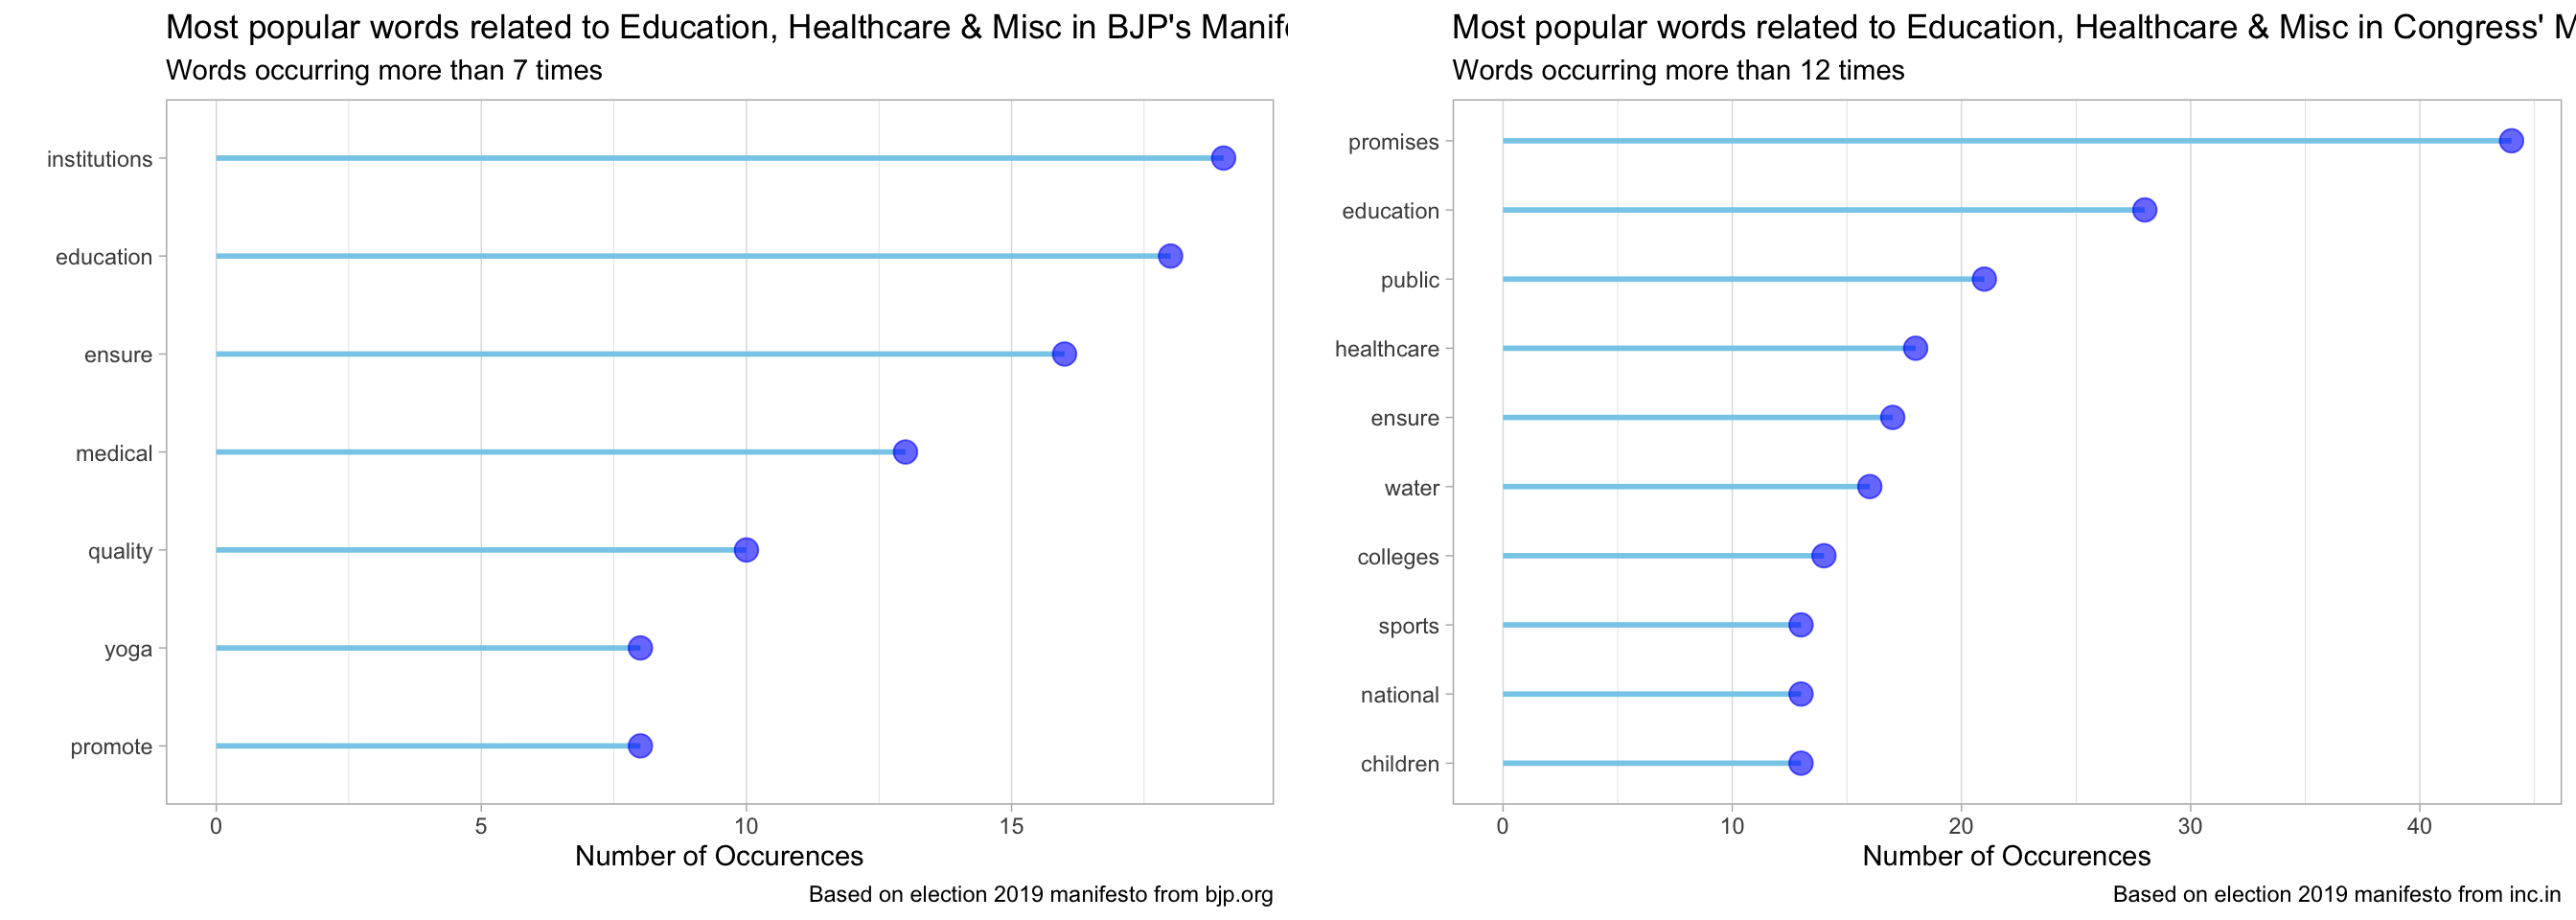 Most popular words related to Education, Healthcare & Misc in BJP's Manif
Words occurring more than 7 times
institutions
education
ensure
medical
quality
yoga
promote
0 5 10 15
Number of Occurences
Based on election 2019 manifesto from bjp.org
Most popular words related to Education, Healthcare & Misc in Congress' M
Words occurring more than 12 times
promises
education
public
healthcare
ensure
water
colleges
sports
national
children
0 10 20 30 40
Number of Occurences
Based on election 2019 manifesto from inc.in